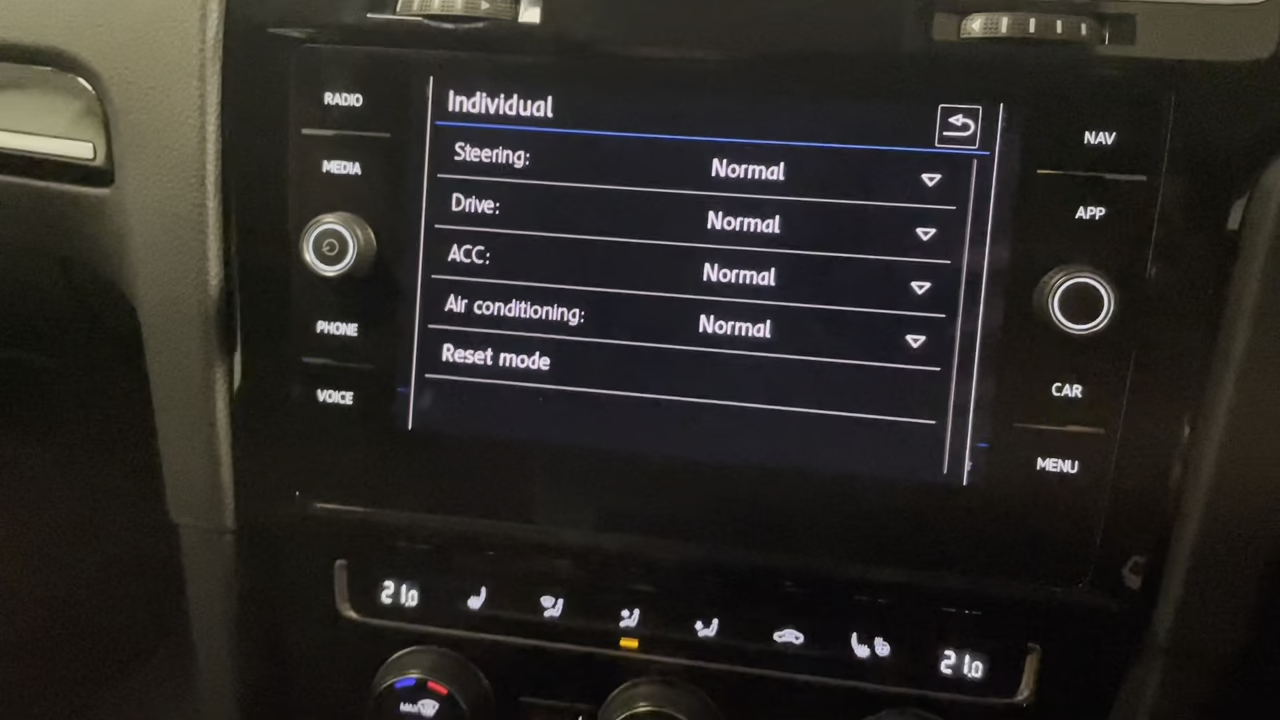 RADIO
MEDIA
PHONE
VOICE
Individual
Steering: Normal
Drive: Normal
ACC: Normal
Air conditioning: Normal
Reset mode
NAV
APP
CAR
MENU
21.0
21.0
MAX